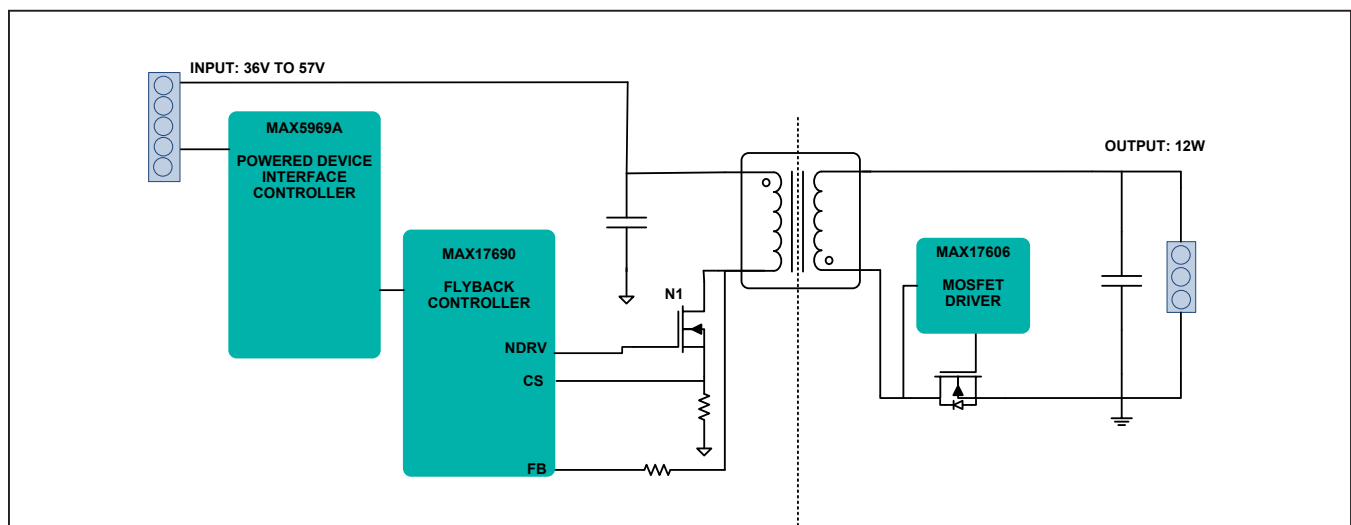 INPUT: 36V TO 57V
MAX5969A
POWERED DEVICE
INTERFACE
CONTROLLER
MAX17690
FLYBACK
CONTROLLER
NDRV
CS
FB
N1
OUTPUT: 12W
MAX17606
MOSFET
DRIVER